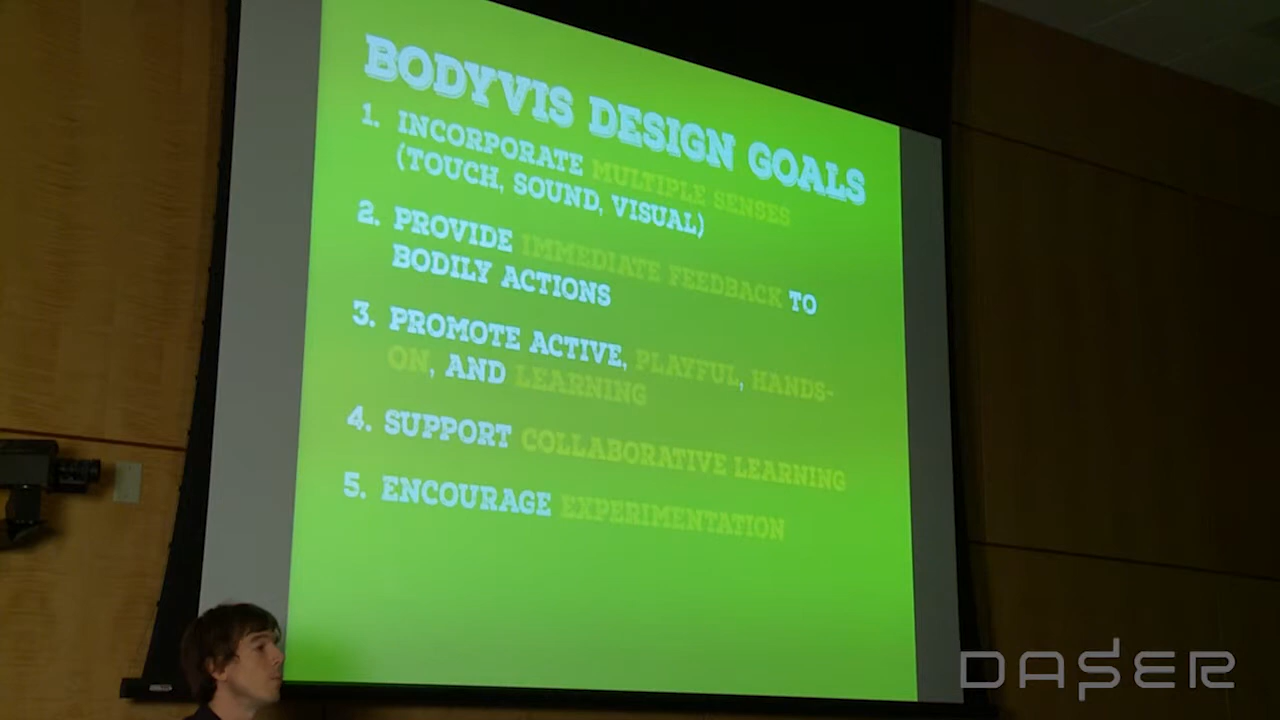 BODYVIS DESIGN GOALS
1. INCORPORATE MULTIPLE SENSES
(TOUCH, SOUND, VISUAL)
2. PROVIDE IMMEDIATE FEEDBACK TO
BODILY ACTIONS
3. PROMOTE ACTIVE, PLAYFUL, HANDS-
ON, AND LEARNING
4. SUPPORT COLLABORATIVE LEARNING
5. ENCOURAGE EXPERIMENTATION
DASER